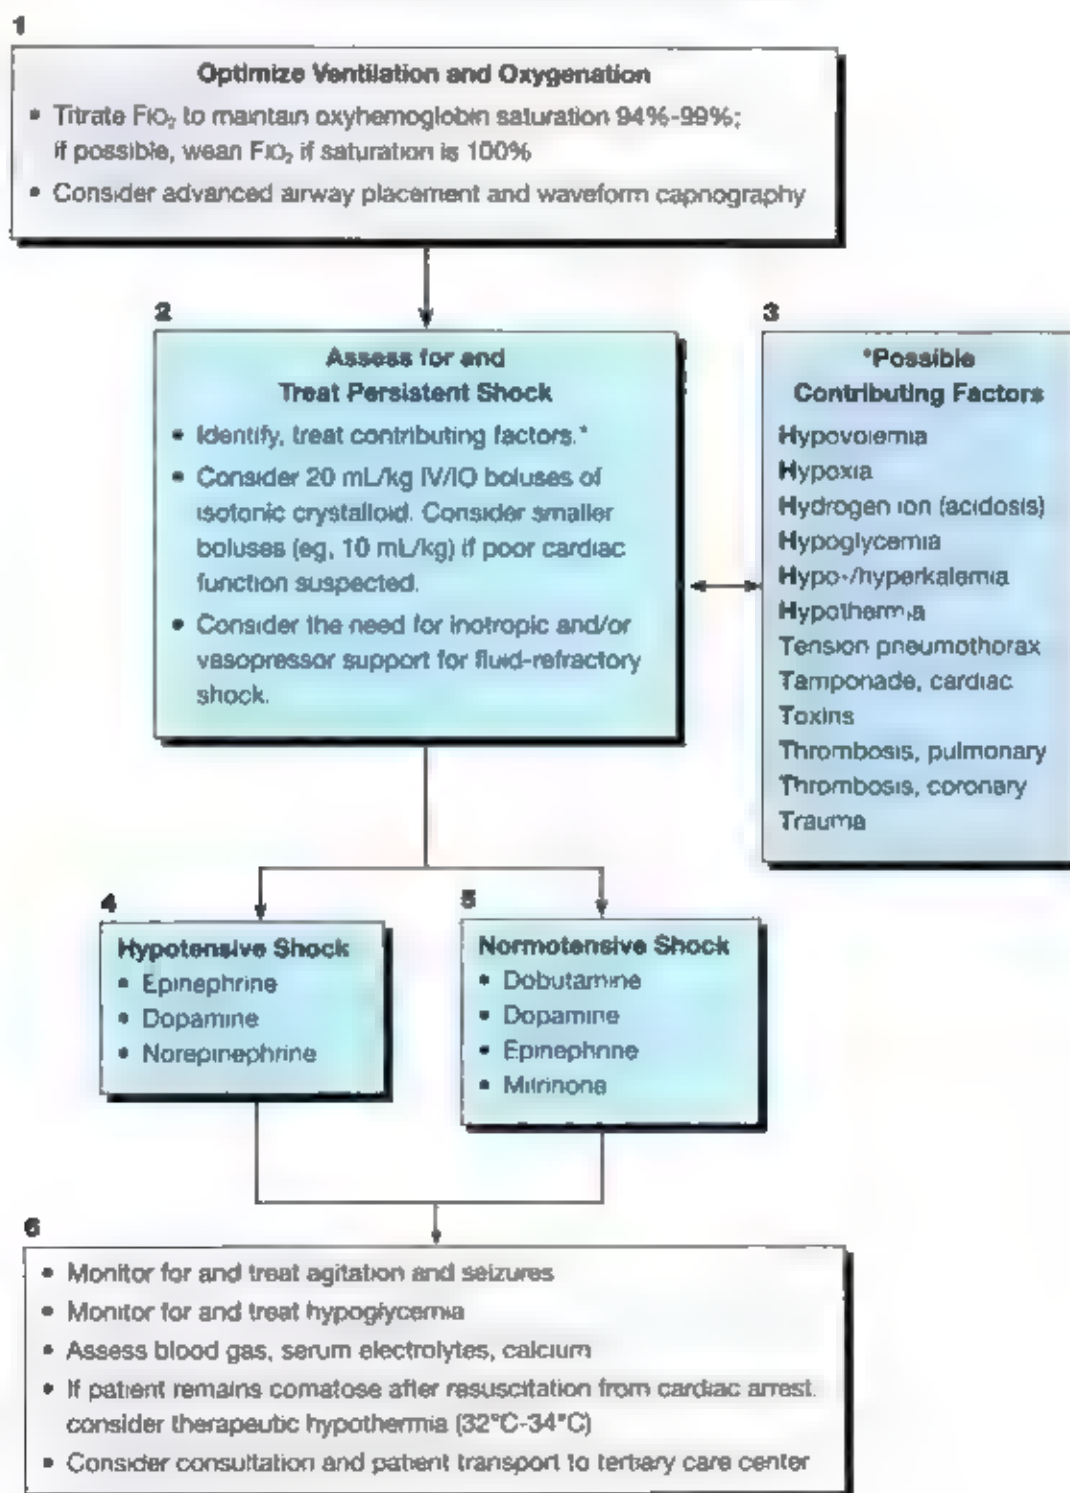 1
Optimize Ventilation and Oxygenation
• Titrate FiO₂ to maintain oxyhemoglobin saturation 94%-99%;
if possible, wean FiO₂ if saturation is 100%
• Consider advanced airway placement and waveform capnography
2
Assess for and
Treat Persistent Shock
• Identify, treat contributing factors.*
• Consider 20 mL/kg IV/IO boluses of
isotonic crystalloid. Consider smaller
boluses (eg, 10 mL/kg) if poor cardiac
function suspected.
• Consider the need for inotropic and/or
vasopressor support for fluid-refractory
shock.
3
*Possible
Contributing Factors
Hypovolemia
Hypoxia
Hydrogen ion (acidosis)
Hypoglycemia
Hypo-/hyperkalemia
Hypothermia
Tension pneumothorax
Tamponade, cardiac
Toxins
Thrombosis, pulmonary
Thrombosis, coronary
Trauma
4
Hypotensive Shock
• Epinephrine
• Dopamine
• Norepinephrine
5
Normotensive Shock
• Dobutamine
• Dopamine
• Epinephrine
• Milrinone
6
• Monitor for and treat agitation and seizures
• Monitor for and treat hypoglycemia
• Assess blood gas, serum electrolytes, calcium
• If patient remains comatose after resuscitation from cardiac arrest,
consider therapeutic hypothermia (32°C-34°C)
• Consider consultation and patient transport to tertiary care center